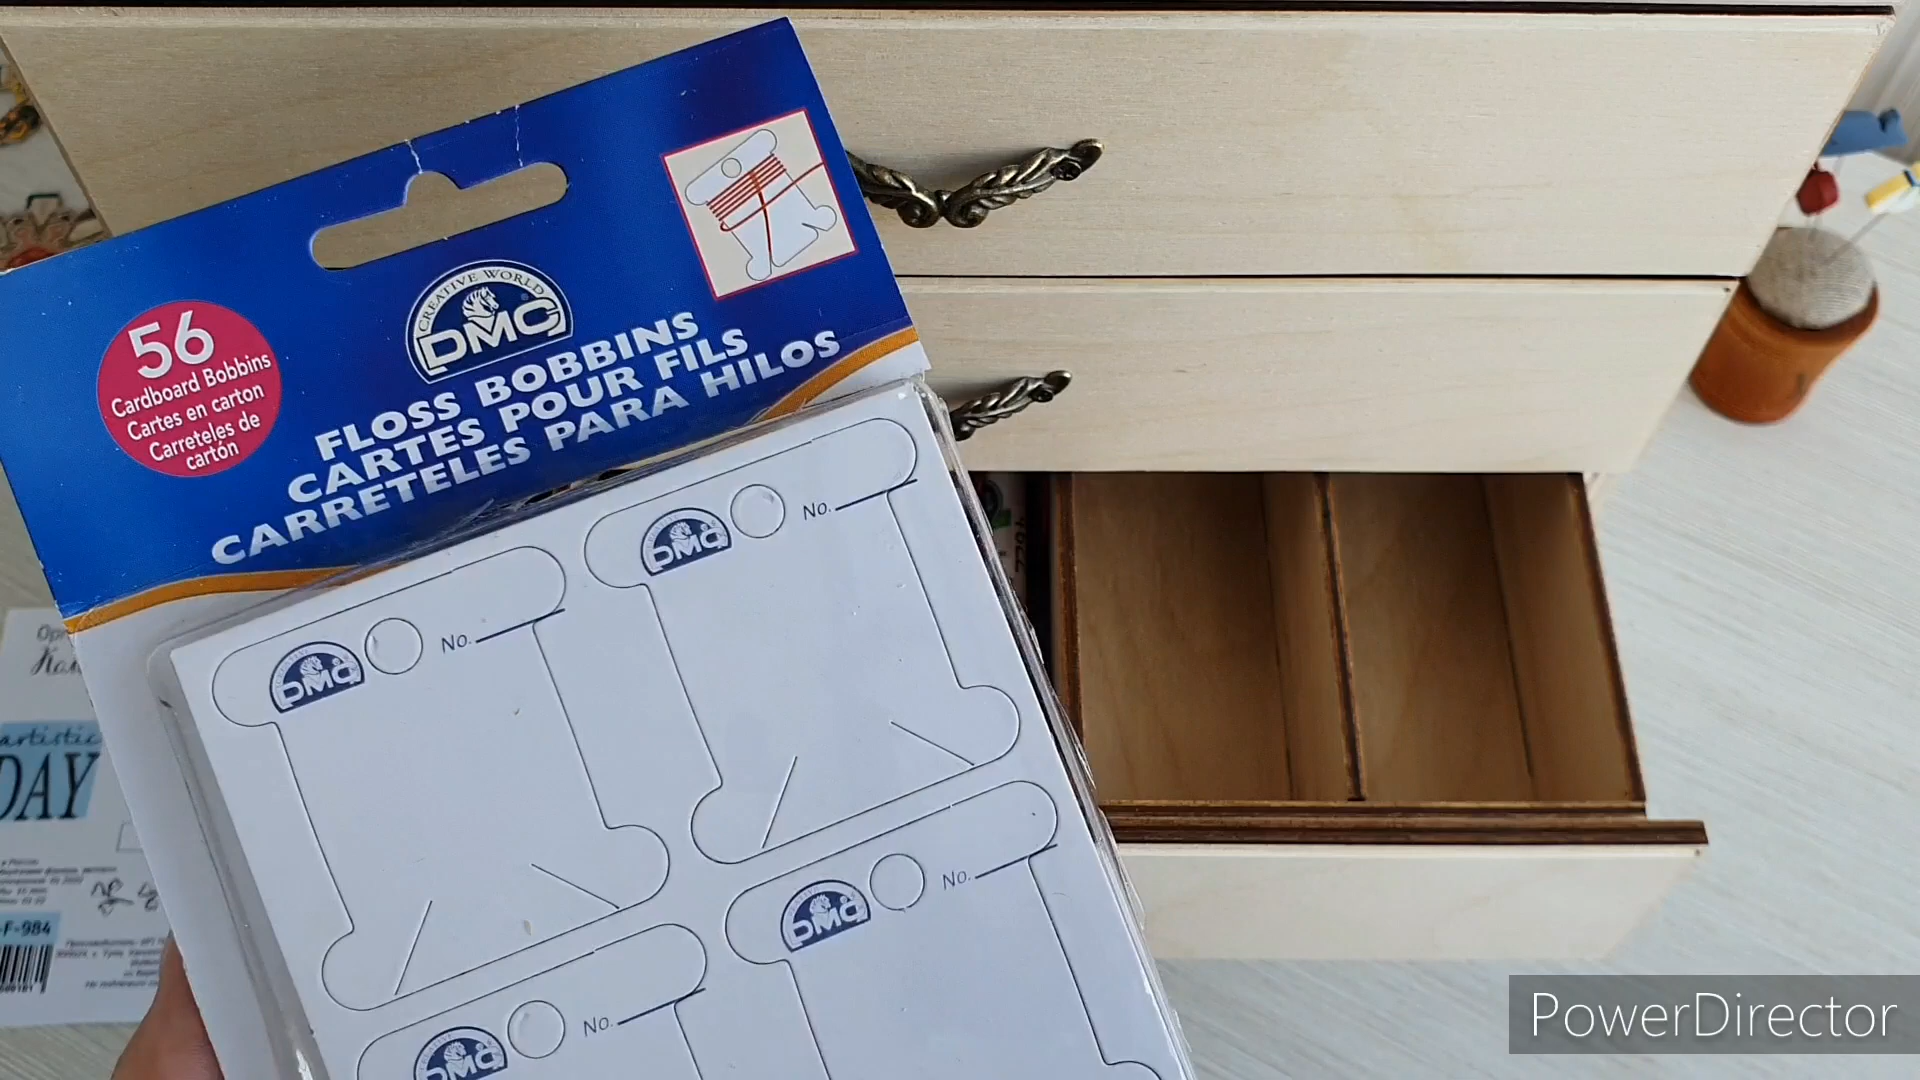 56
Cardboard Bobbins
Cartes en carton
Carreteles de
cartón
CREATIVE WORLD
DMC
FLOSS BOBBINS
CARTES POUR FILS
CARRETELES PARA HILOS
DMC
No.
DMC
No.
DMC
No.
DMC
No.
artistic
DAY
-F-984
PowerDirector